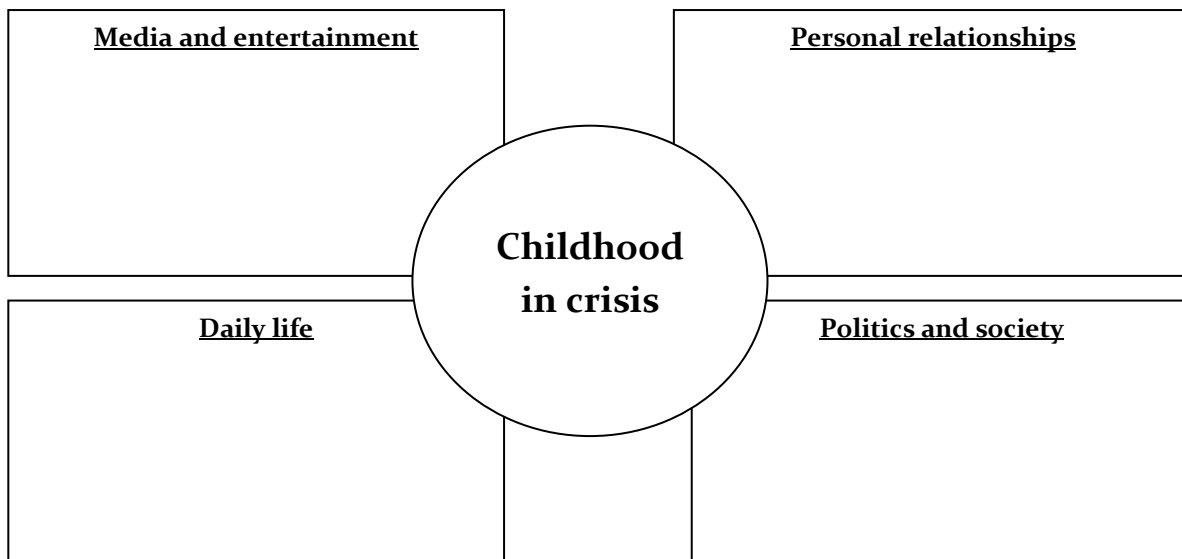 Media and entertainment
Personal relationships
Childhood
in crisis
Daily life
Politics and society